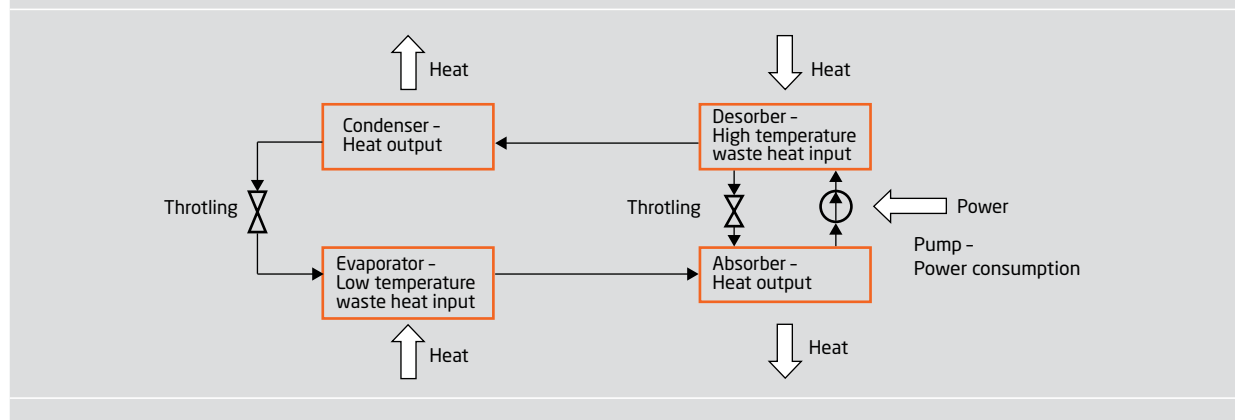 Heat
Heat
Condenser –
Heat output
Desorber –
High temperature
waste heat input
Throtling
Throtling
Power
Pump –
Power consumption
Evaporator –
Low temperature
waste heat input
Absorber –
Heat output
Heat
Heat